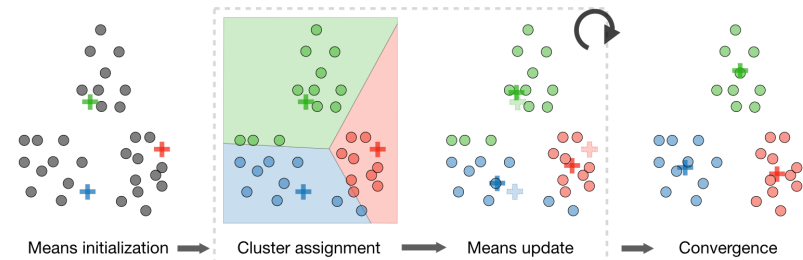 Means initialization
Cluster assignment
Means update
Convergence